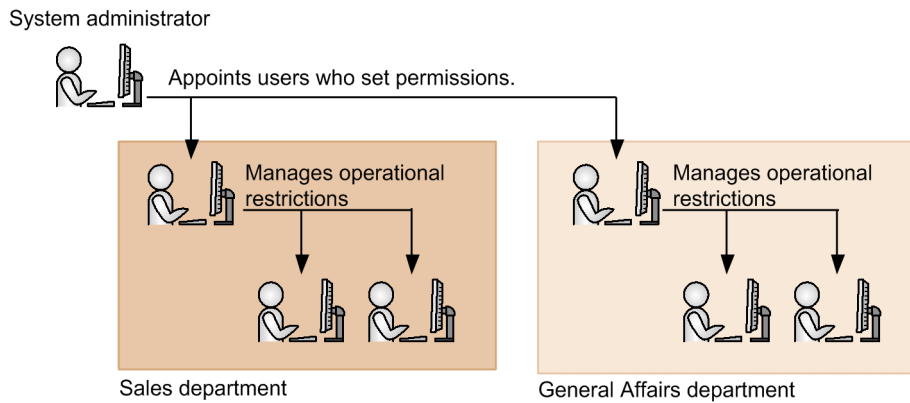 System administrator
Appoints users who set permissions.
Manages operational
restrictions
Manages operational
restrictions
Sales department
General Affairs department